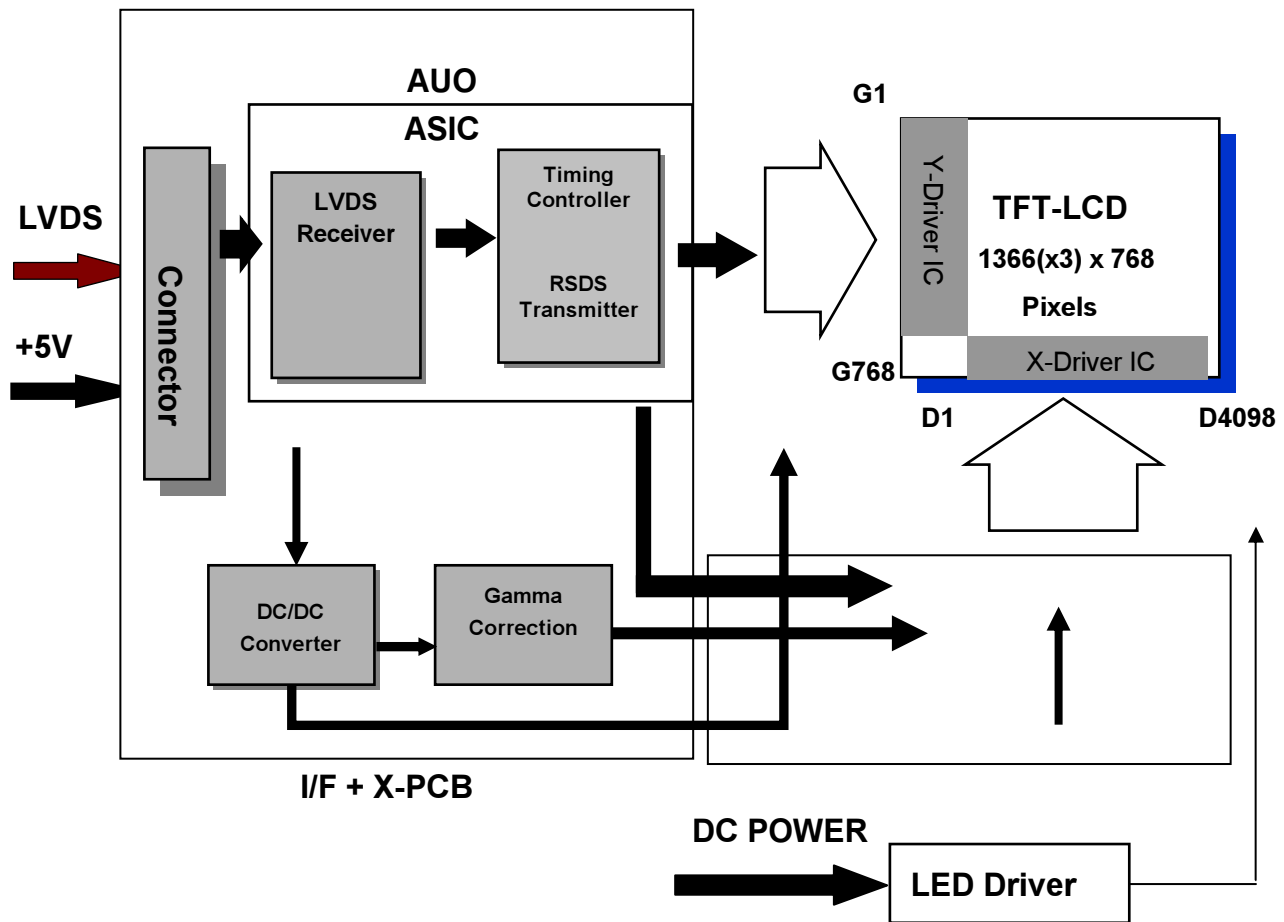 AUO
ASIC
G1
LVDS
Connector
LVDS
Receiver
Timing
Controller
RSDS
Transmitter
Y-Driver IC
TFT-LCD
1366(x3) x 768
Pixels
+5V
G768
X-Driver IC
D1
D4098
DC/DC
Converter
Gamma
Correction
I/F + X-PCB
DC POWER
LED Driver